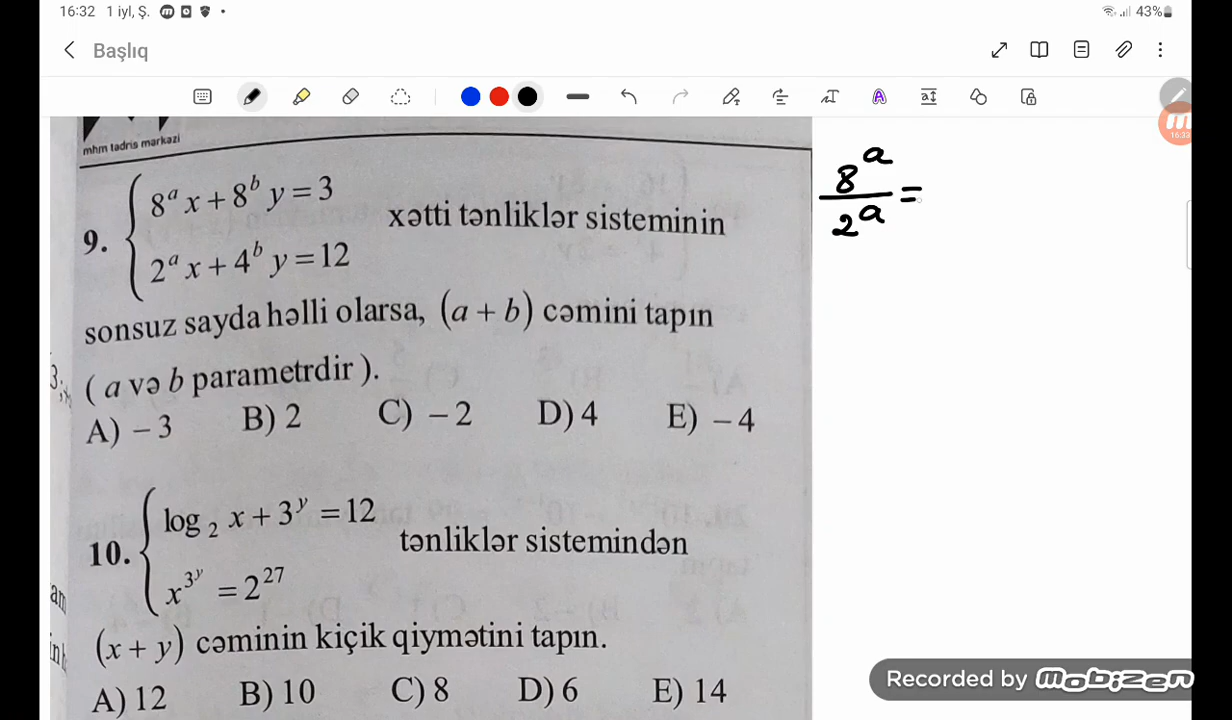 16:32 1 iyl, Ş. 43%
Başlıq
mhm tədris mərkəzi
9. { 8^a x + 8^b y = 3
2^a x + 4^b y = 12 xətti tənliklər sisteminin
sonsuz sayda həlli olarsa, (a + b) cəmini tapın
( a və b parametrdir ).
A) – 3 B) 2 C) – 2 D) 4 E) – 4
10. { log₂ x + 3^y = 12
x^{3^y} = 2^{27} tənliklər sistemindən
(x + y) cəminin kiçik qiymətini tapın.
A) 12 B) 10 C) 8 D) 6 E) 14
8^a
2^a =
Recorded by mobizen